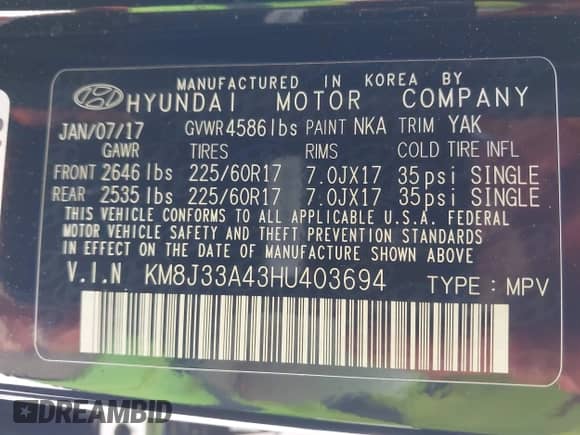 MANUFACTURED IN KOREA BY
HYUNDAI MOTOR COMPANY
JAN/07/17 GVWR 4586 lbs PAINT NKA TRIM YAK
GAWR TIRES RIMS COLD TIRE INFL
FRONT 2646 lbs 225/60R17 7.0JX17 35psi SINGLE
REAR 2535 lbs 225/60R17 7.0JX17 35psi SINGLE
THIS VEHICLE CONFORMS TO ALL APPLICABLE U.S.A. FEDERAL
MOTOR VEHICLE SAFETY AND THEFT PREVENTION STANDARDS
IN EFFECT ON THE DATE OF MANUFACTURE SHOWN ABOVE.
V.I.N KM8J33A43HU403694 TYPE : MPV
DREAMBID